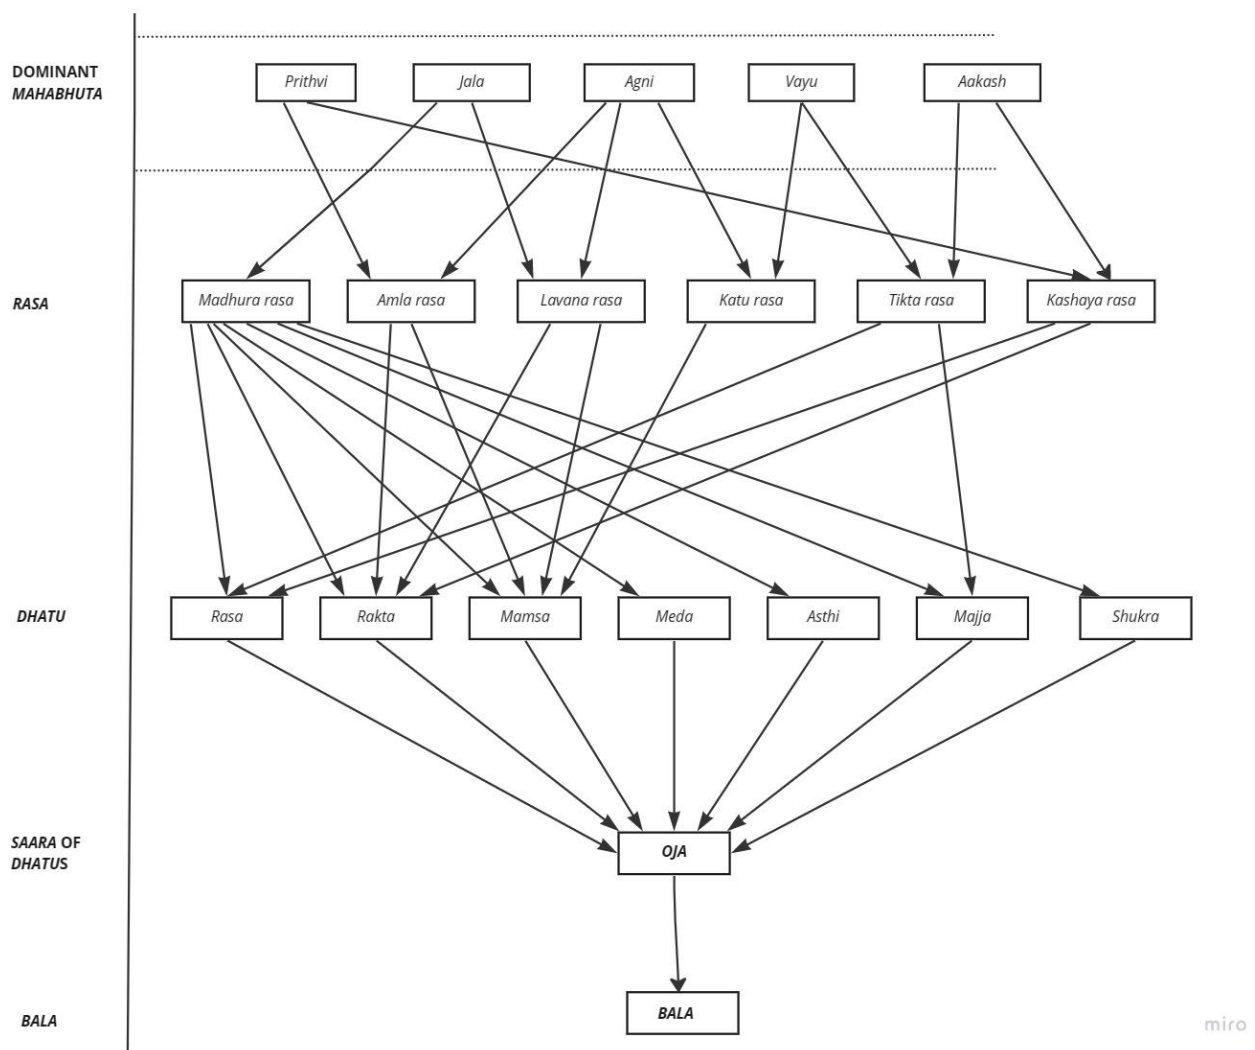 DOMINANT
MAHABHUTA
Prithvi
Jala
Agni
Vayu
Aakash
RASA
Madhura rasa
Amla rasa
Lavana rasa
Katu rasa
Tikta rasa
Kashaya rasa
DHATU
Rasa
Rakta
Mamsa
Meda
Asthi
Majja
Shukra
SAARA OF
DHATUS
OJA
BALA
BALA
miro